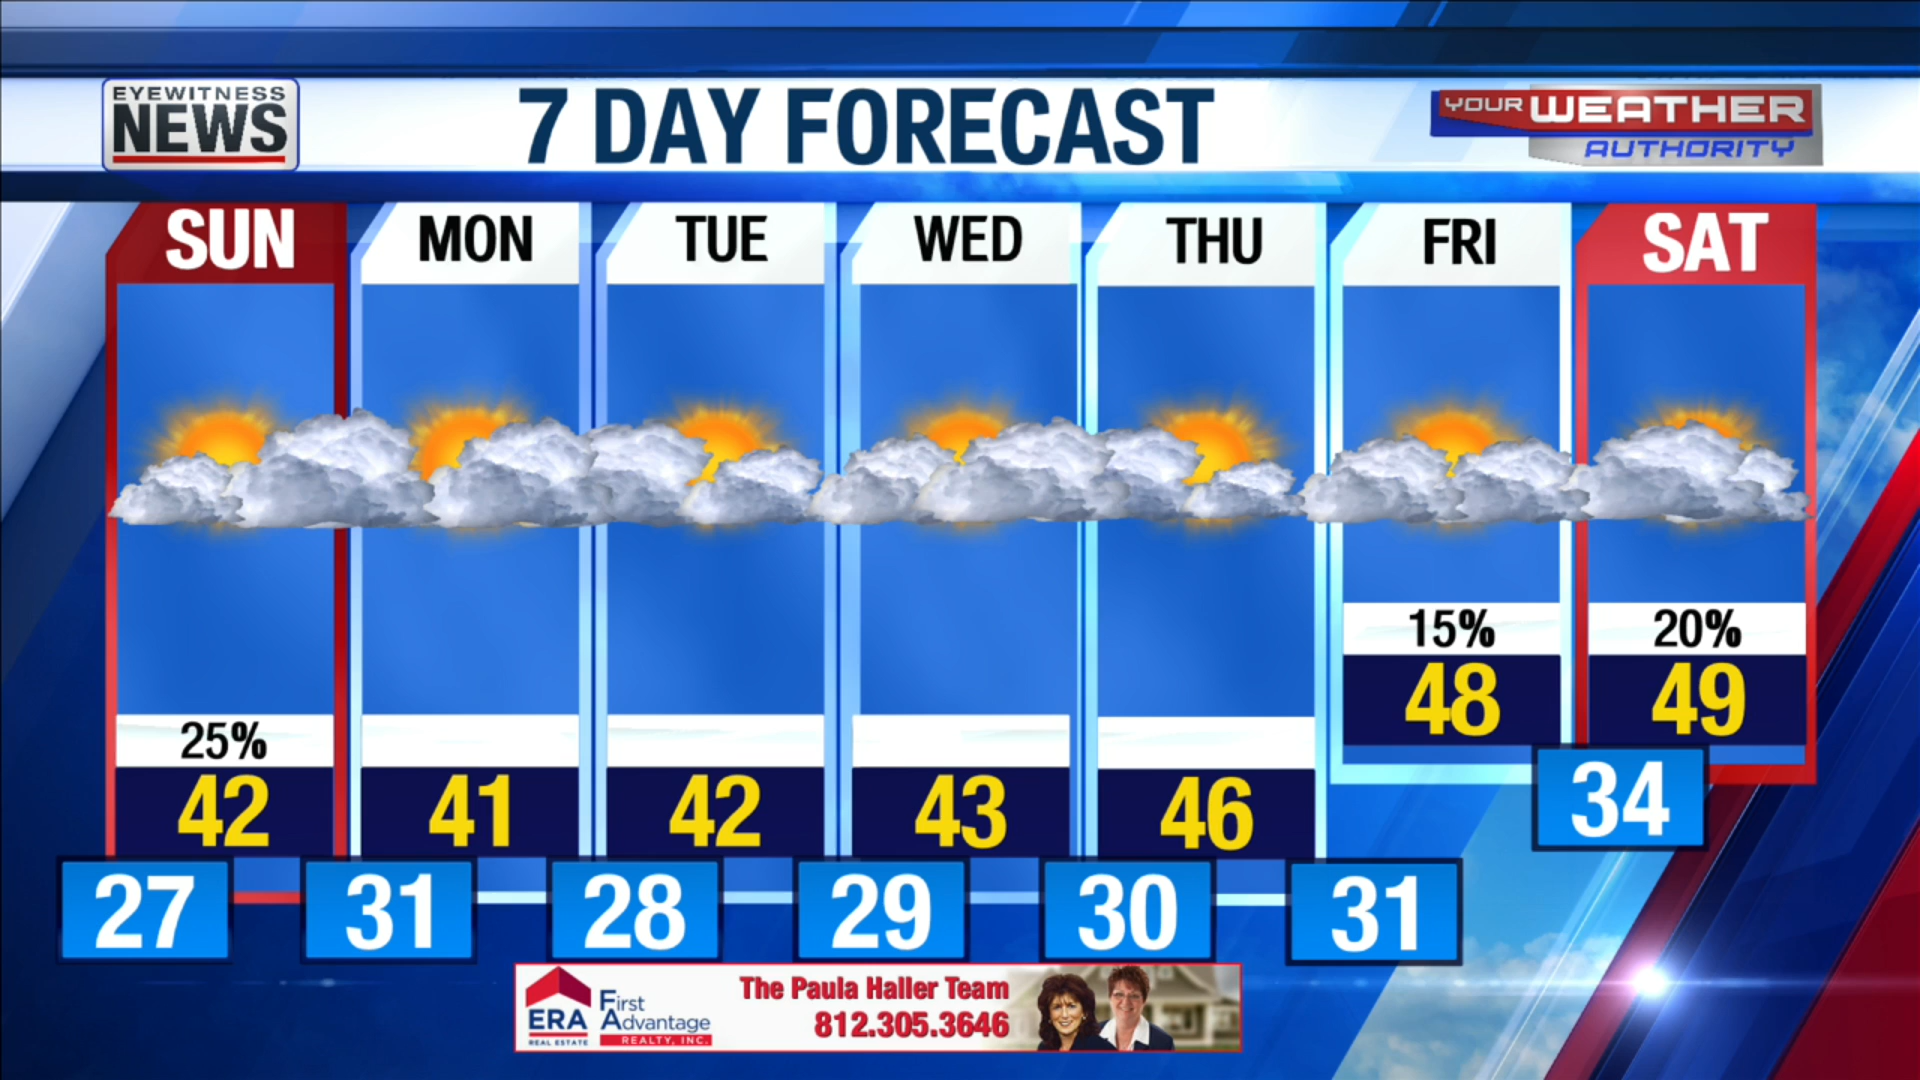 EYEWITNESS
NEWS
7 DAY FORECAST
YOUR WEATHER
AUTHORITY
SUN MON TUE WED THU FRI SAT
15% 20%
48 49
25%
42 41 42 43 46
34
27 31 28 29 30 31
ERA
REAL ESTATE
First
Advantage
REALTY, INC.
The Paula Haller Team
812.305.3646